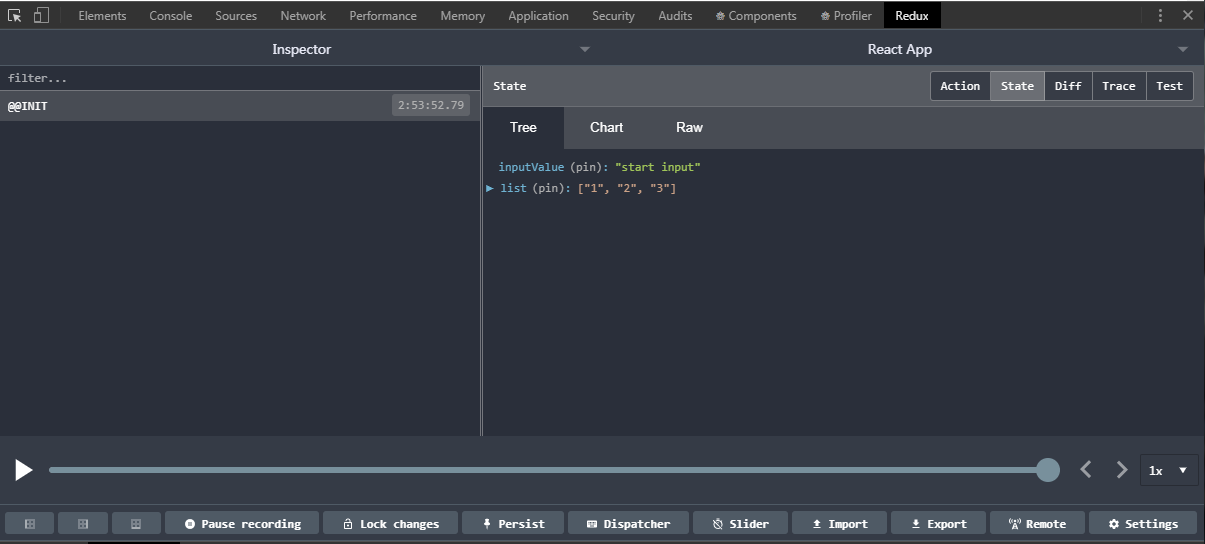 Elements Console Sources Network Performance Memory Application Security Audits Components Profiler Redux
Inspector React App
filter...
@@INIT 2:53:52.79
State Action State Diff Trace Test
Tree Chart Raw
inputValue (pin): "start input"
list (pin): ["1", "2", "3"]
1x
Pause recording Lock changes Persist Dispatcher Slider Import Export Remote Settings